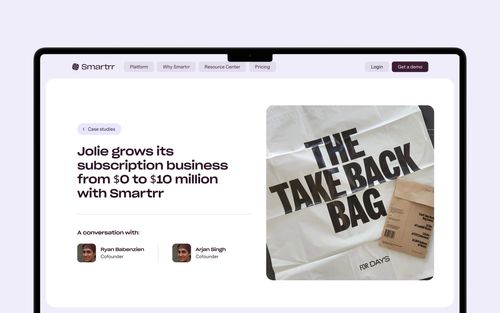 Smartrr
Platform
Why Smartrr
Resource Center
Pricing
Login
Get a demo
Case studies
Jolie grows its
subscription business
from $0 to $10 million
with Smartrr
A conversation with:
Ryan Babenzien
Cofounder
Arjan Singh
Cofounder
THE
TAKE BACK
BAG
FOR DAYS